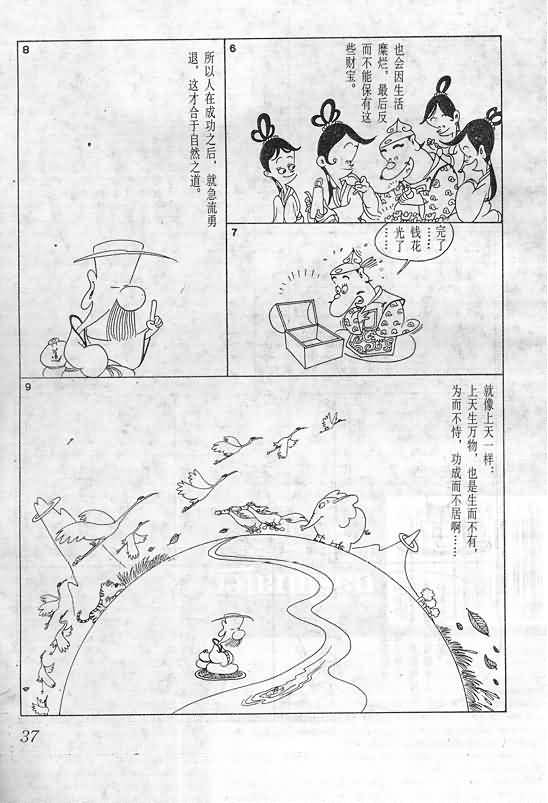 6
也会因生活
糜烂，最后反
而不能保有这
些财宝。
7
完了
……钱花
……光了
8
所以人在成功之后，就急流勇
退，这才合于自然之道。
9
就像上天一样：
上天生万物，也是生而不有，
为而不恃，功成而不居啊……
37